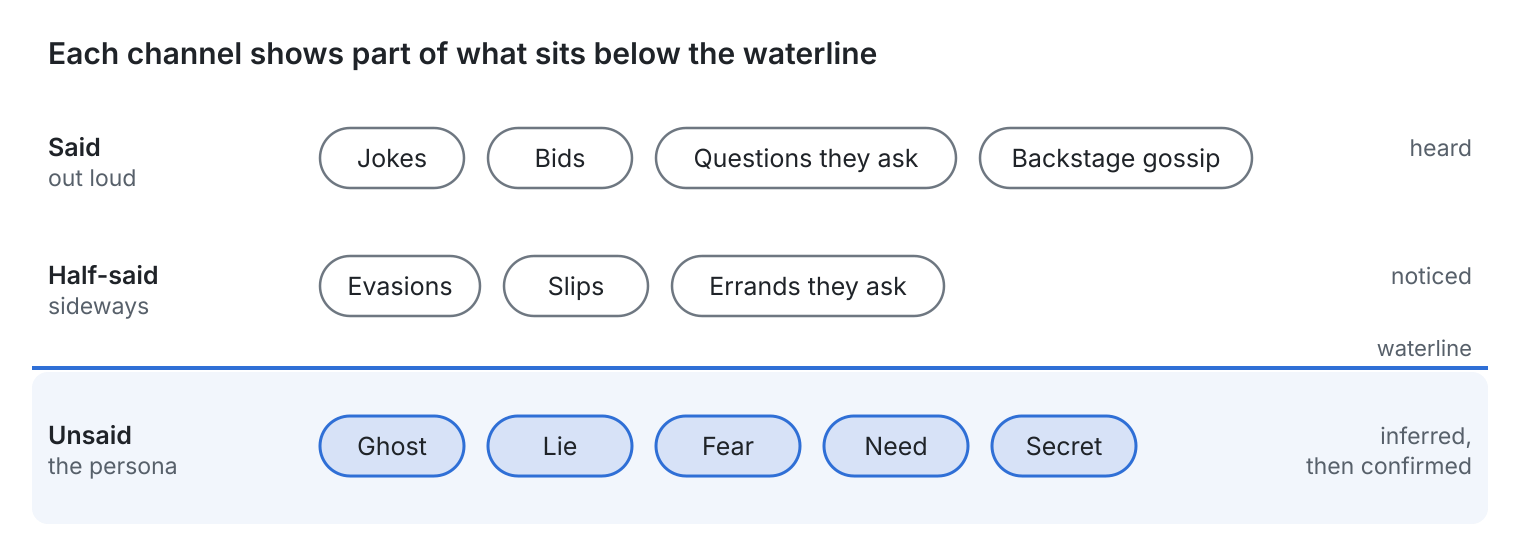 Each channel shows part of what sits below the waterline
Said
out loud
Jokes
Bids
Questions they ask
Backstage gossip
heard
Half-said
sideways
Evasions
Slips
Errands they ask
noticed
waterline
Unsaid
the persona
Ghost
Lie
Fear
Need
Secret
inferred,
then confirmed